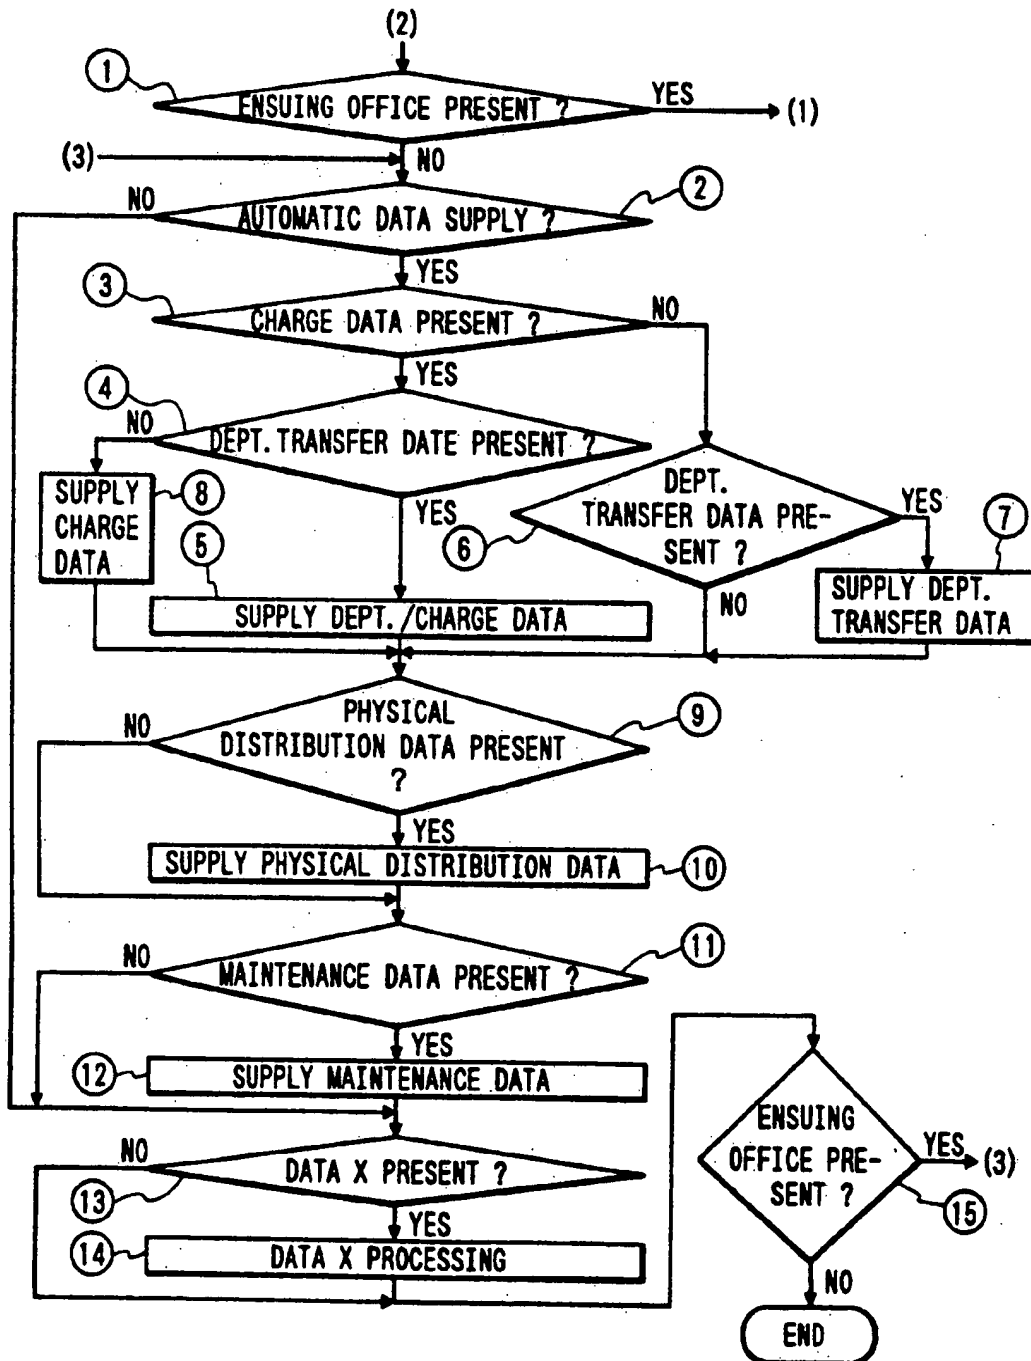 (2)
1
ENSUING OFFICE PRESENT ?
YES
(1)
(3)
NO
NO
2
AUTOMATIC DATA SUPPLY ?
YES
3
CHARGE DATA PRESENT ?
NO
YES
4
NO
DEPT. TRANSFER DATE PRESENT ?
SUPPLY
CHARGE
DATA
8
YES
5
SUPPLY DEPT./CHARGE DATA
DEPT.
TRANSFER DATA PRE-
SENT ?
6
YES
NO
7
SUPPLY DEPT.
TRANSFER DATA
PHYSICAL
DISTRIBUTION DATA PRESENT
?
NO
9
YES
SUPPLY PHYSICAL DISTRIBUTION DATA
10
NO
MAINTENANCE DATA PRESENT ?
11
YES
12
SUPPLY MAINTENANCE DATA
NO
DATA X PRESENT ?
13
YES
14
DATA X PROCESSING
ENSUING
OFFICE PRE-
SENT ?
YES
(3)
15
NO
END